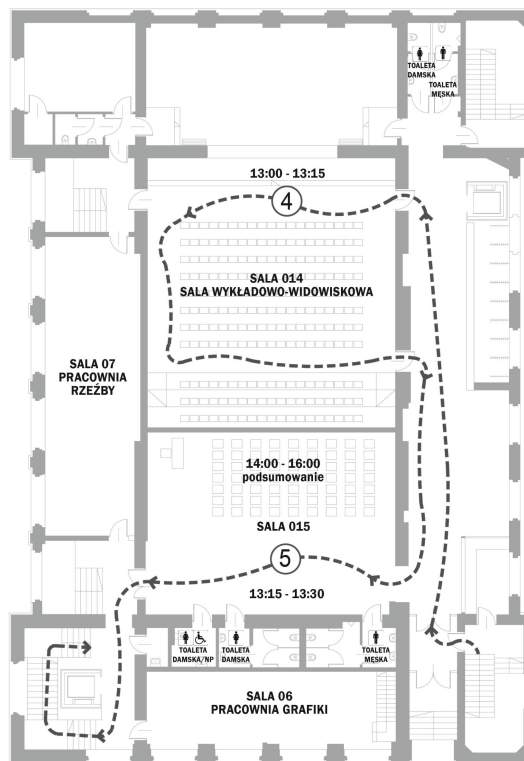 TOALETA
DAMSKA
TOALETA
MĘSKA
13:00 - 13:15
4
SALA 014
SALA WYKŁADOWO-WIDOWISKOWA
SALA 07
PRACOWNIA
RZEŹBY
14:00 - 16:00
podsumowanie
SALA 015
5
13:15 - 13:30
TOALETA
DAMSKA/NP
TOALETA
DAMSKA
TOALETA
MĘSKA
SALA 06
PRACOWNIA GRAFIKI